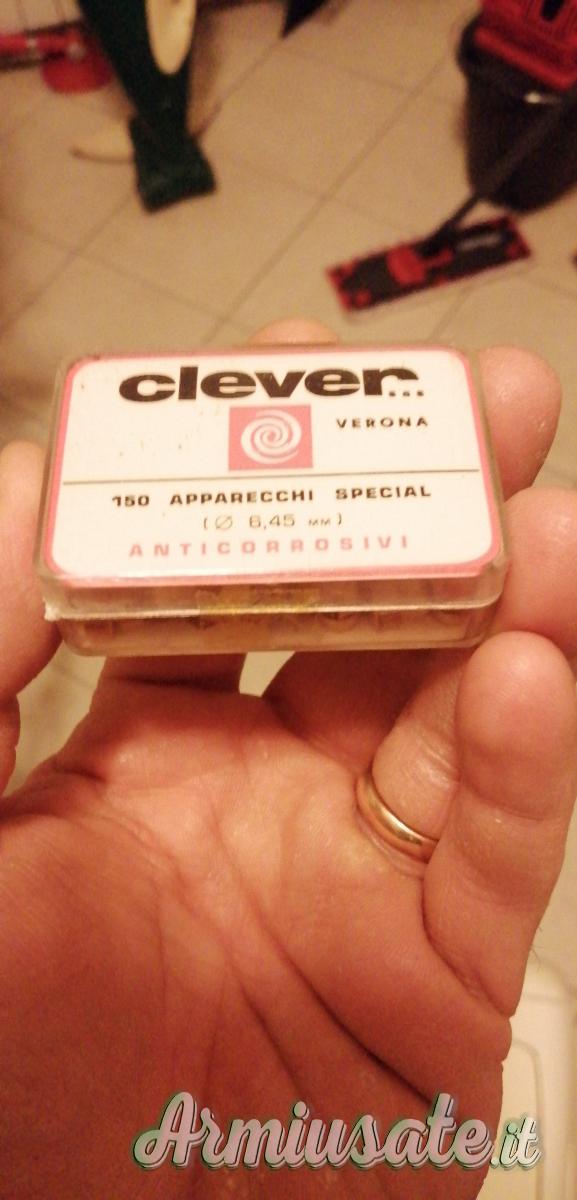 clever...
VERONA
150 APPARECCHI SPECIAL
(Ø 6,45 MM)
ANTICORROSIVI
Armiusate.it